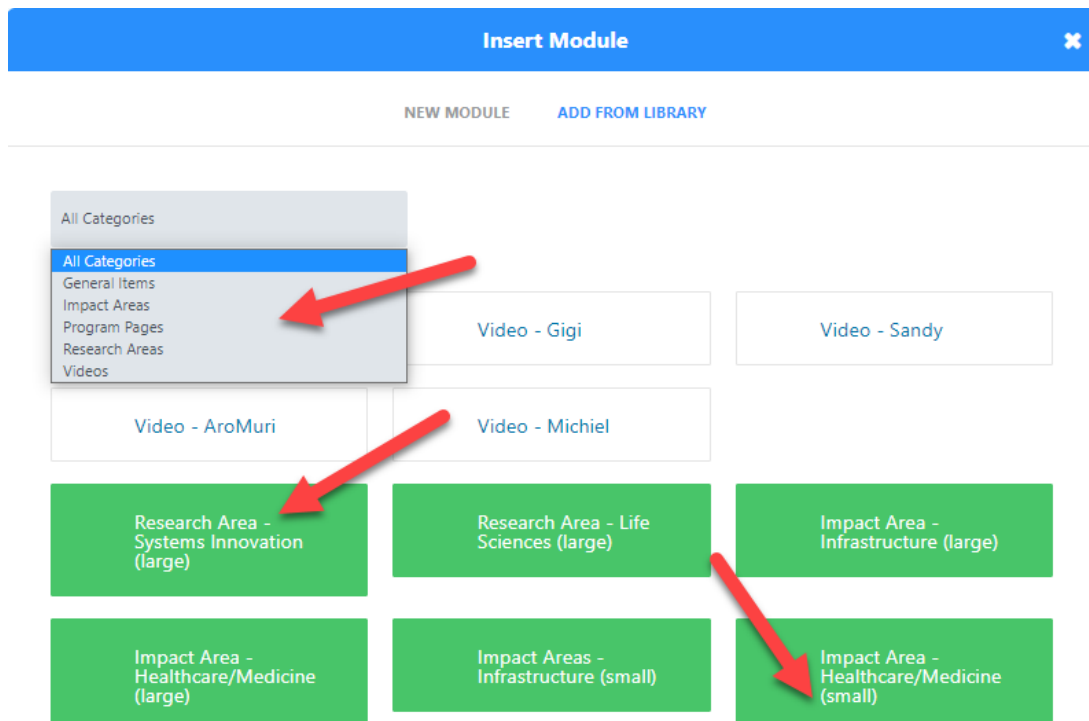 Insert Module
✖
NEW MODULE
ADD FROM LIBRARY
All Categories
All Categories
General Items
Impact Areas
Program Pages
Research Areas
Videos
Video - Gigi
Video - Sandy
Video - AroMuri
Video - Michiel
Research Area -
Systems Innovation
(large)
Research Area - Life
Sciences (large)
Impact Area -
Infrastructure (large)
Impact Area -
Healthcare/Medicine
(large)
Impact Areas -
Infrastructure (small)
Impact Area -
Healthcare/Medicine
(small)